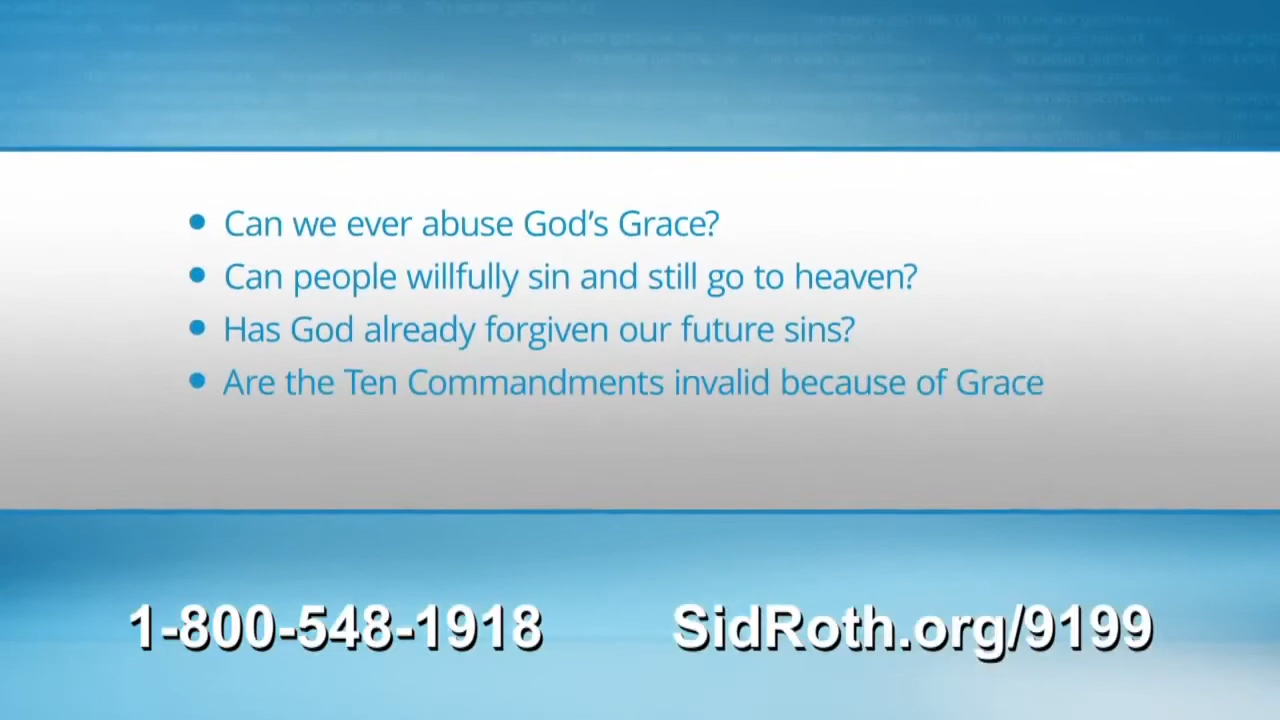 Can we ever abuse God's Grace?
Can people willfully sin and still go to heaven?
Has God already forgiven our future sins?
Are the Ten Commandments invalid because of Grace
1-800-548-1918
SidRoth.org/9199